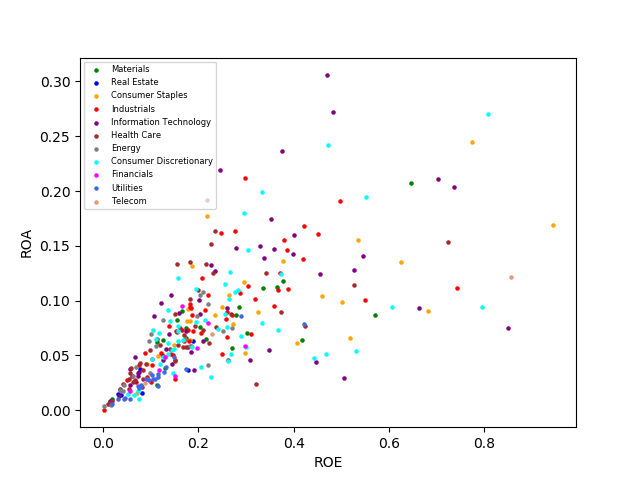 0.30
0.25
0.20
0.15
0.10
0.05
0.00
ROA
Materials
Real Estate
Consumer Staples
Industrials
Information Technology
Health Care
Energy
Consumer Discretionary
Financials
Utilities
Telecom
0.0 0.2 0.4 0.6 0.8
ROE